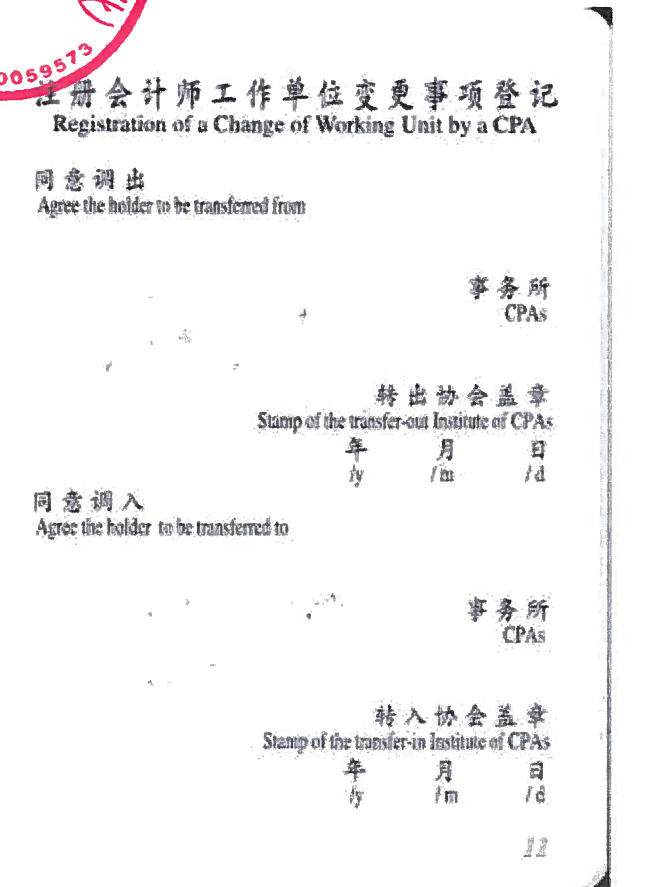 0059573
注册会计师工作单位变更事项登记
Registration of a Change of Working Unit by a CPA
同意调出
Agree the holder to be transferred from
事务所
CPAs
转出协会盖章
Stamp of the transfer-out Institute of CPAs
年 月 日
/y /m /d
同意调入
Agree the holder to be transferred to
事务所
CPAs
转入协会盖章
Stamp of the transfer-in Institute of CPAs
年 月 日
/y /m /d